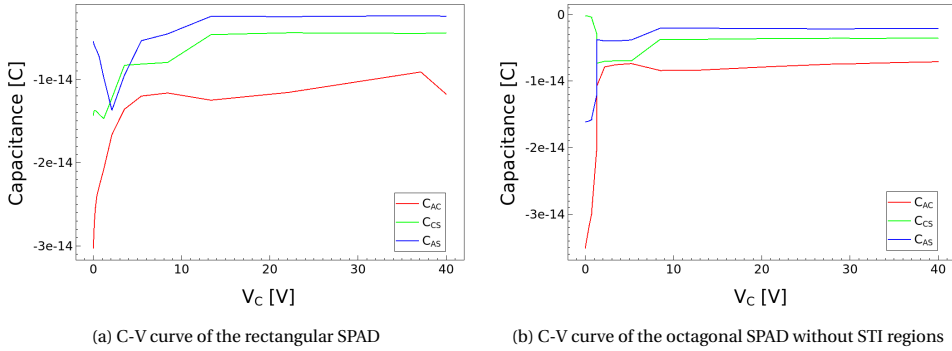 Capacitance [C]
-1e-14
-2e-14
-3e-14
0 10 20 30 40
V_C [V]
C_AC
C_CS
C_AS
(a) C-V curve of the rectangular SPAD
Capacitance [C]
0
-1e-14
-2e-14
-3e-14
0 10 20 30 40
V_C [V]
C_AC
C_CS
C_AS
(b) C-V curve of the octagonal SPAD without STI regions